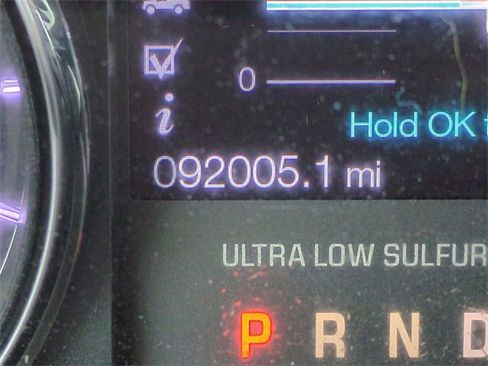 0
i
Hold OK t
092005.1 mi
ULTRA LOW SULFUR
P R N D